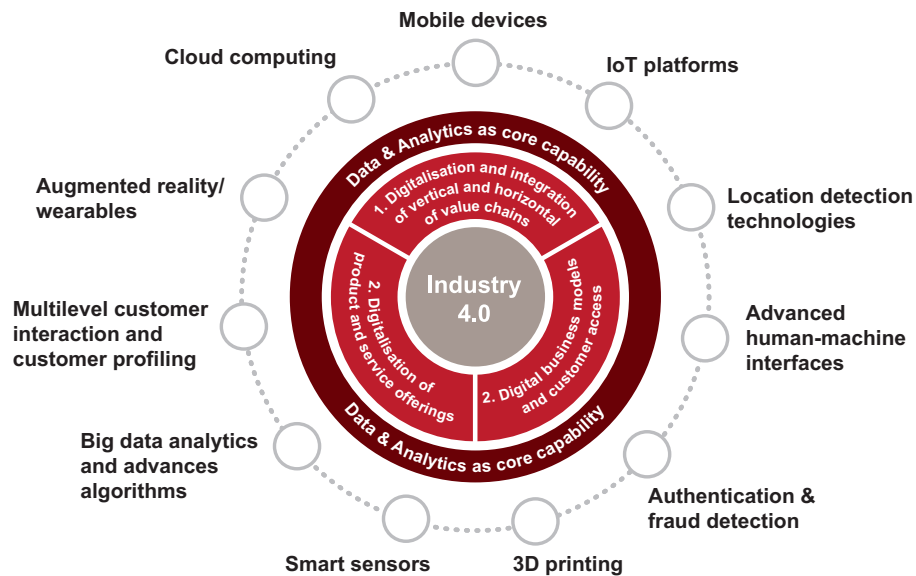 Mobile devices
Cloud computing
IoT platforms
Data & Analytics as core capability
1. Digitalisation and integration
of vertical and horizontal
of value chains
Augmented reality/
wearables
Location detection
technologies
Industry
4.0
2. Digitalisation of
product and service offerings
2. Digital business models
and customer access
Multilevel customer
interaction and
customer profiling
Advanced
human-machine
interfaces
Data & Analytics as core capability
Big data analytics
and advances
algorithms
Authentication &
fraud detection
Smart sensors
3D printing